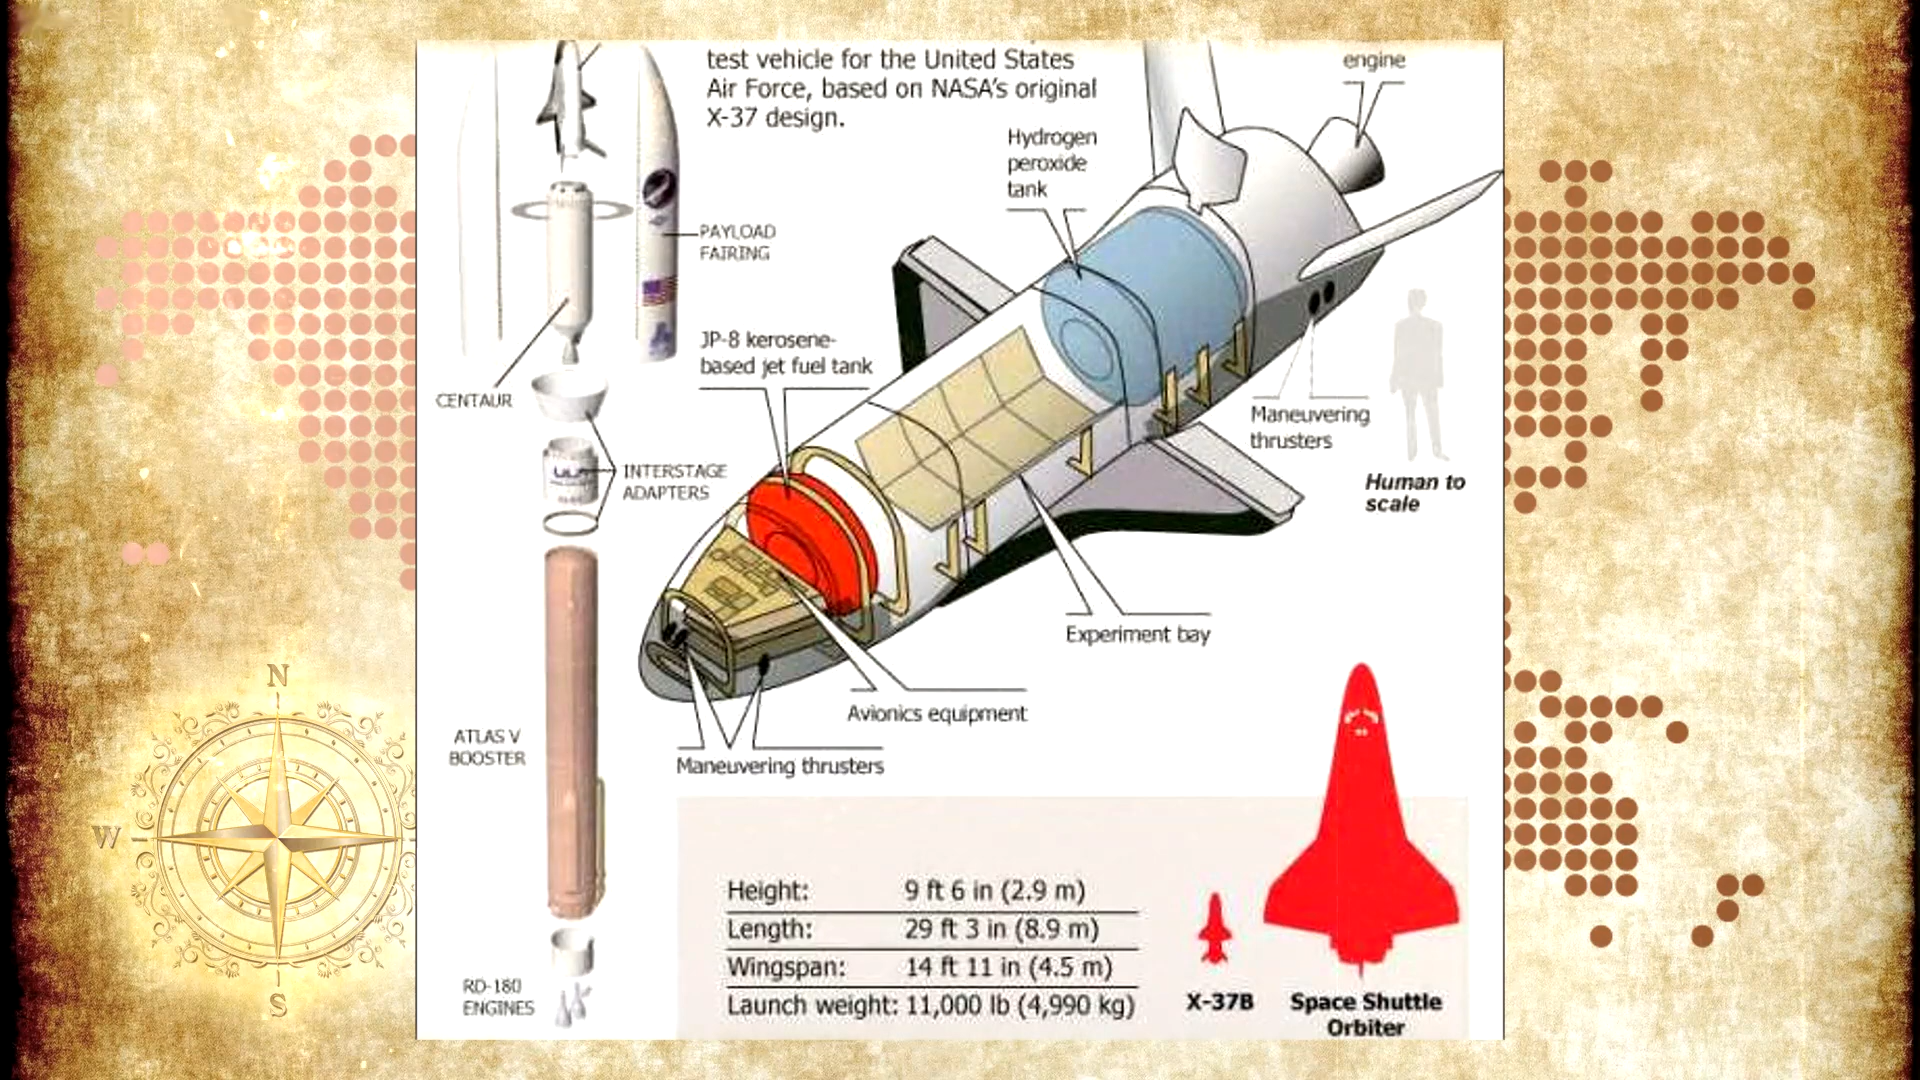 test vehicle for the United States
Air Force, based on NASA's original
X-37 design.
engine
Hydrogen
peroxide
tank
PAYLOAD
FAIRING
JP-8 kerosene-
based jet fuel tank
CENTAUR
Maneuvering
thrusters
Human to
scale
INTERSTAGE
ADAPTERS
Experiment bay
Avionics equipment
Maneuvering thrusters
ATLAS V
BOOSTER
RD-180
ENGINES
N
W
S
Height: 9 ft 6 in (2.9 m)
Length: 29 ft 3 in (8.9 m)
Wingspan: 14 ft 11 in (4.5 m)
Launch weight: 11,000 lb (4,990 kg)
X-37B
Space Shuttle
Orbiter